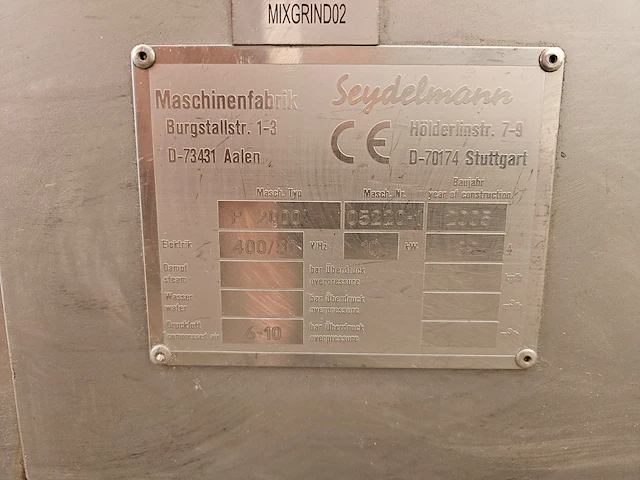 MIXGRIND02
Maschinenfabrik Seydelmann
Burgstallstr. 1-3 CE Hölderlinstr. 7-9
D-73431 Aalen D-70174 Stuttgart
Masch. Typ Masch. Nr. Baujahr
year of construction
Elektrik 400/50 V/Hz 10 kW A
Dampf bar Überdruck
steam overpressure
Wasser bar Überdruck
water overpressure
Druckluft 6-10 bar Überdruck
compressed air overpressure